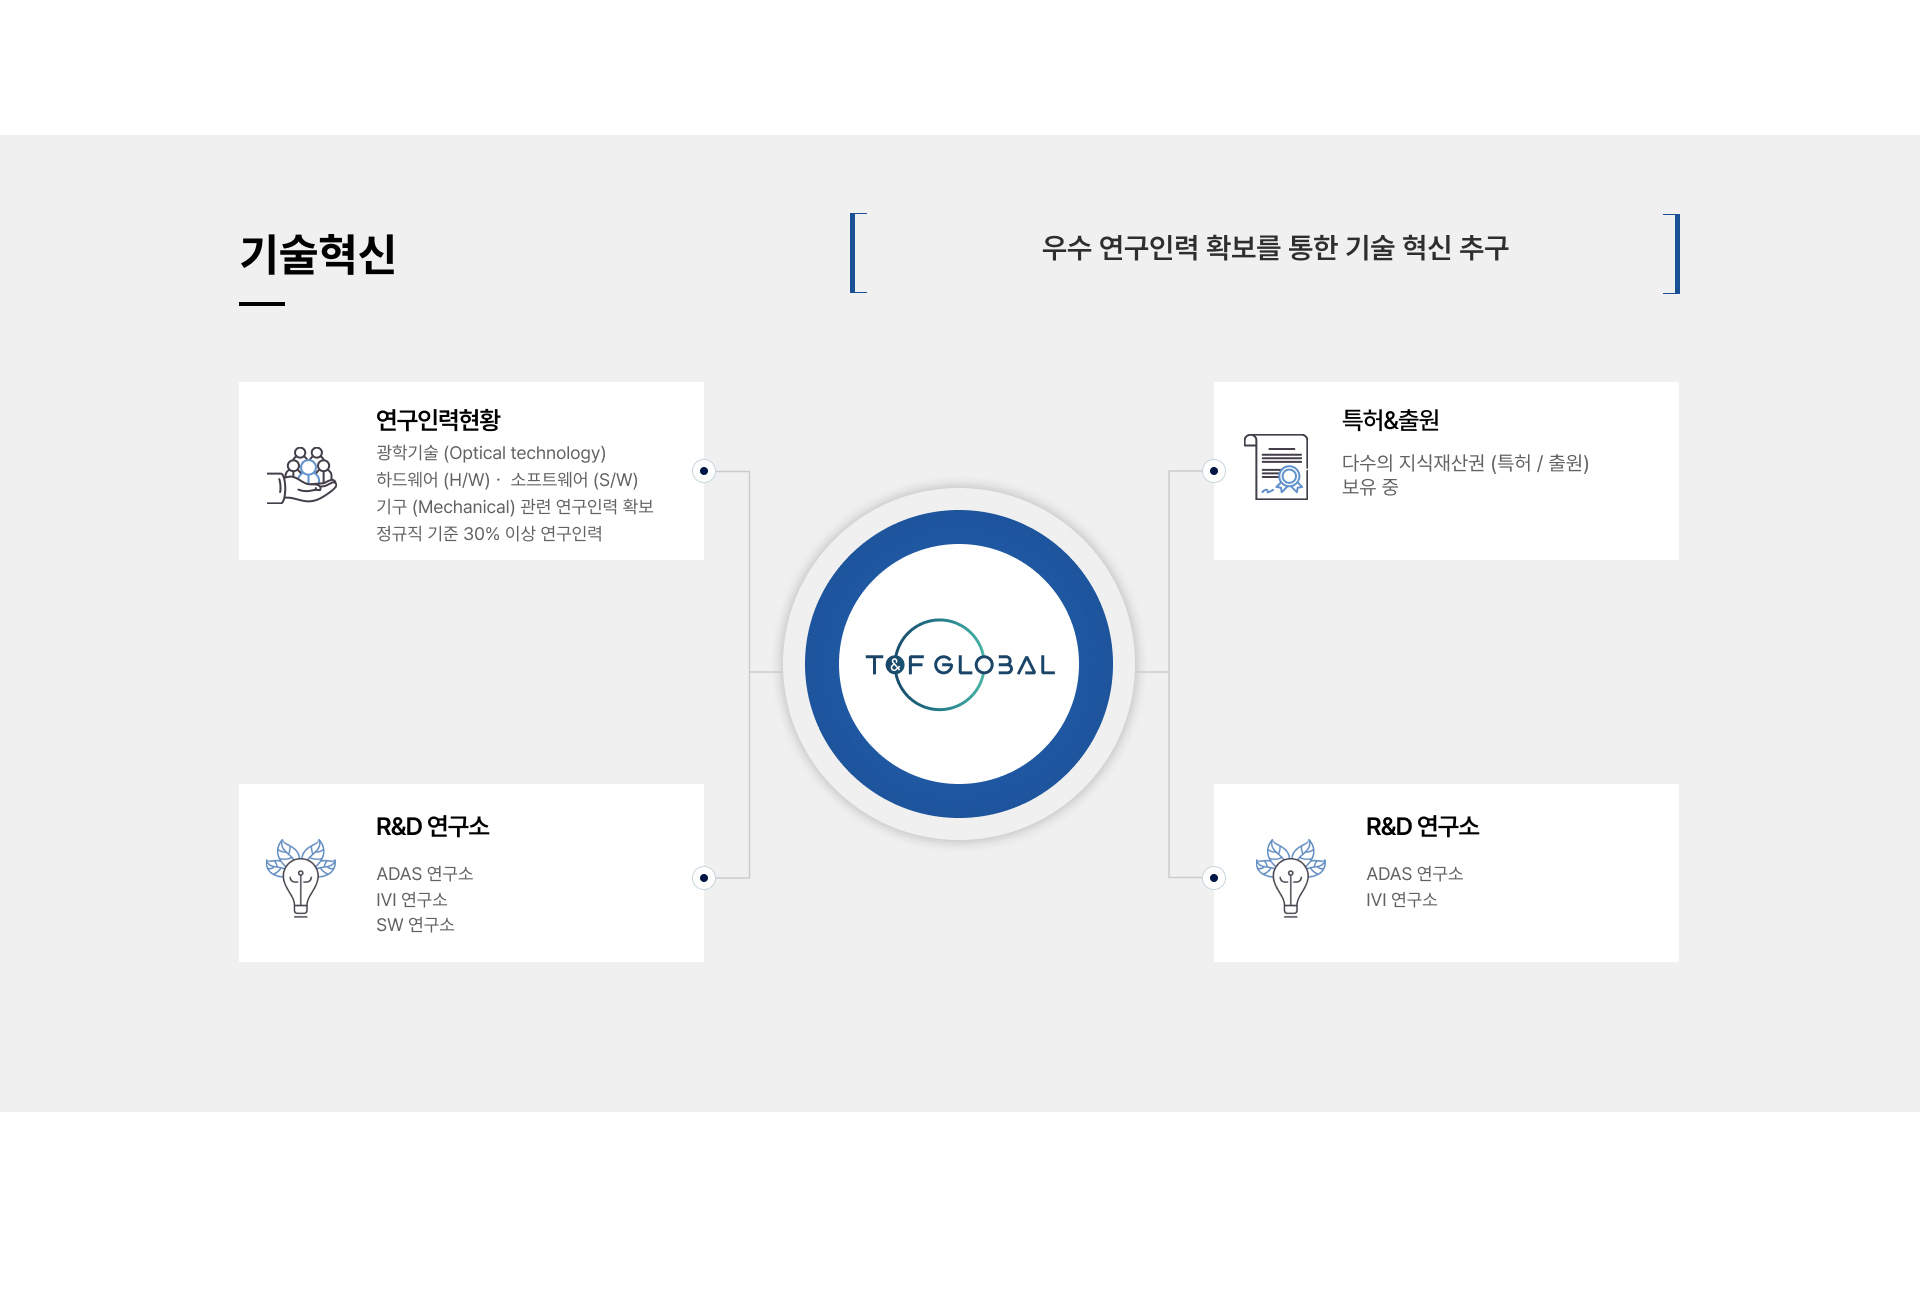 기술혁신
우수 연구인력 확보를 통한 기술 혁신 추구
연구인력현황
광학기술 (Optical technology)
하드웨어 (H/W) · 소프트웨어 (S/W)
기구 (Mechanical) 관련 연구인력 확보
정규직 기준 30% 이상 연구인력
특허&출원
다수의 지식재산권 (특허 / 출원)
보유 중
T&F GLOBAL
R&D 연구소
ADAS 연구소
IVI 연구소
SW 연구소
R&D 연구소
ADAS 연구소
IVI 연구소